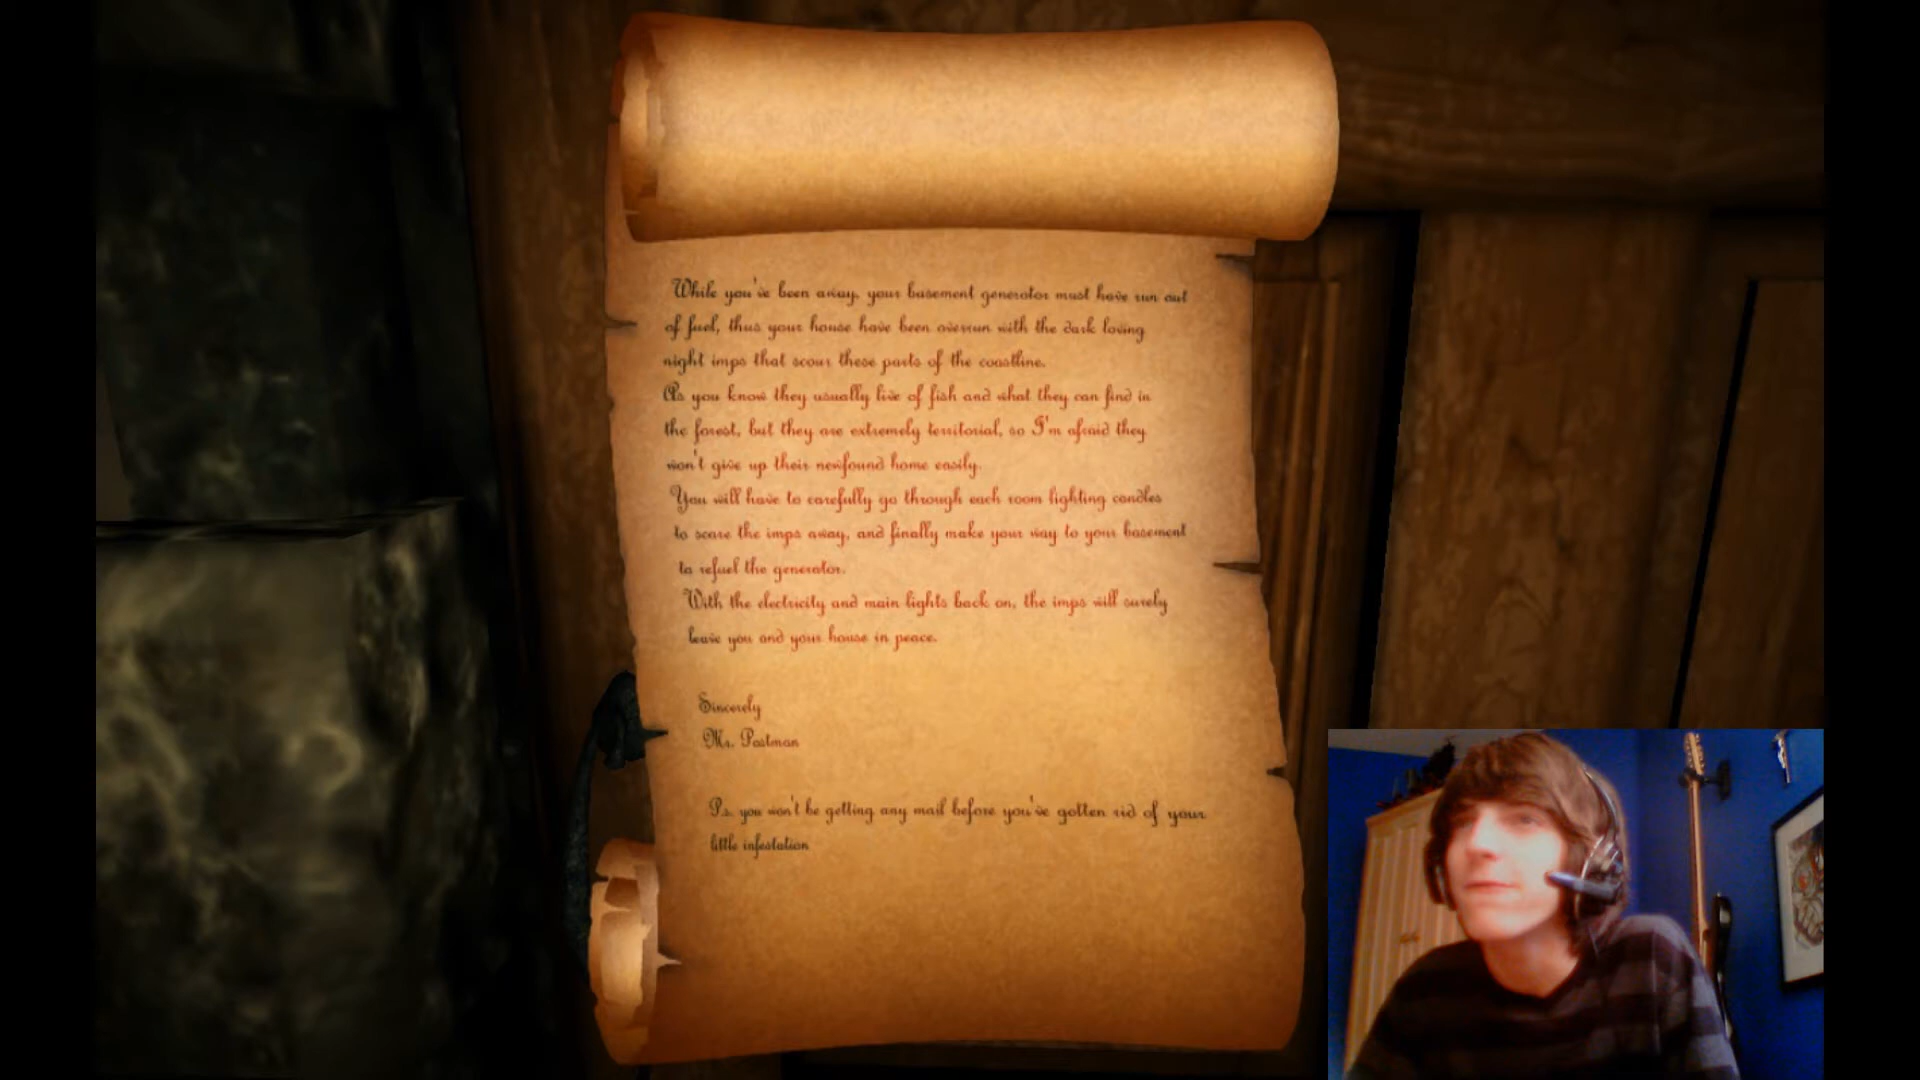 While you've been away, your basement generator must have run out
of fuel, thus your house have been overrun with the dark loving
night imps that scour these parts of the coastline.
As you know they usually live of fish and what they can find in
the forest, but they are extremely territorial, so I'm afraid they
won't give up their newfound home easily.
You will have to carefully go through each room lighting candles
to scare the imps away, and finally make your way to your basement
to refuel the generator.
With the electricity and main lights back on, the imps will surely
leave you and your house in peace.
Sincerely
Mr. Postman
Ps. you won't be getting any mail before you've gotten rid of your
little infestation